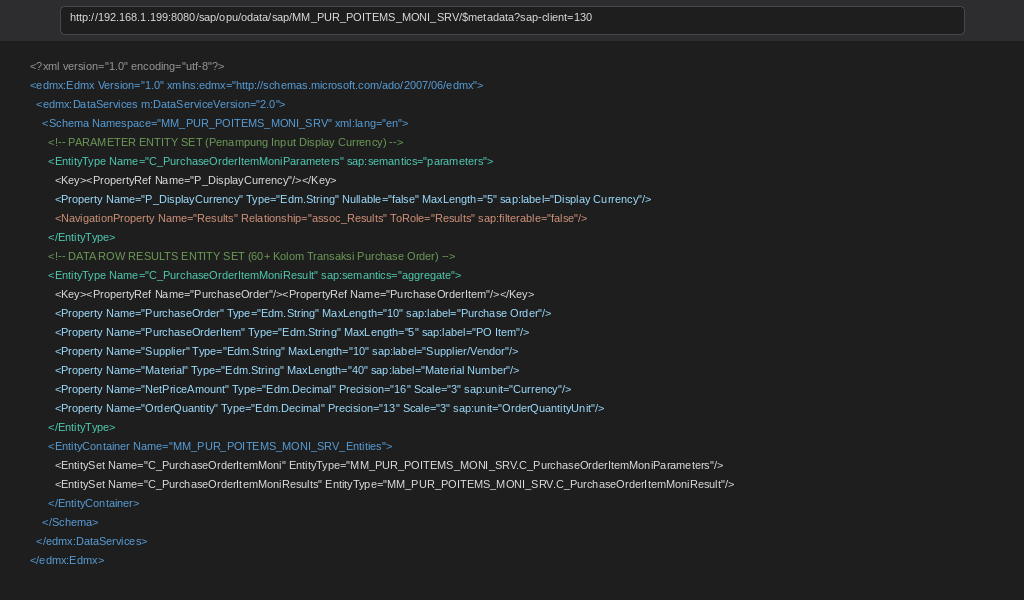 http://192.168.1.199:8080/sap/opu/odata/sap/MM_PUR_POITEMS_MONI_SRV/$metadata?sap-client=130
<?xml version="1.0" encoding="utf-8"?>
<edmx:Edmx Version="1.0" xmlns:edmx="http://schemas.microsoft.com/ado/2007/06/edmx">
<edmx:DataServices m:DataServiceVersion="2.0">
<Schema Namespace="MM_PUR_POITEMS_MONI_SRV" xml:lang="en">
<!-- PARAMETER ENTITY SET (Penampung Input Display Currency) -->
<EntityType Name="C_PurchaseOrderItemMoniParameters" sap:semantics="parameters">
<Key><PropertyRef Name="P_DisplayCurrency"/></Key>
<Property Name="P_DisplayCurrency" Type="Edm.String" Nullable="false" MaxLength="5" sap:label="Display Currency"/>
<NavigationProperty Name="Results" Relationship="assoc_Results" ToRole="Results" sap:filterable="false"/>
</EntityType>
<!-- DATA ROW RESULTS ENTITY SET (60+ Kolom Transaksi Purchase Order) -->
<EntityType Name="C_PurchaseOrderItemMoniResult" sap:semantics="aggregate">
<Key><PropertyRef Name="PurchaseOrder"/><PropertyRef Name="PurchaseOrderItem"/></Key>
<Property Name="PurchaseOrder" Type="Edm.String" MaxLength="10" sap:label="Purchase Order"/>
<Property Name="PurchaseOrderItem" Type="Edm.String" MaxLength="5" sap:label="PO Item"/>
<Property Name="Supplier" Type="Edm.String" MaxLength="10" sap:label="Supplier/Vendor"/>
<Property Name="Material" Type="Edm.String" MaxLength="40" sap:label="Material Number"/>
<Property Name="NetPriceAmount" Type="Edm.Decimal" Precision="16" Scale="3" sap:unit="Currency"/>
<Property Name="OrderQuantity" Type="Edm.Decimal" Precision="13" Scale="3" sap:unit="OrderQuantityUnit"/>
</EntityType>
<EntityContainer Name="MM_PUR_POITEMS_MONI_SRV_Entities">
<EntitySet Name="C_PurchaseOrderItemMoni" EntityType="MM_PUR_POITEMS_MONI_SRV.C_PurchaseOrderItemMoniParameters"/>
<EntitySet Name="C_PurchaseOrderItemMoniResults" EntityType="MM_PUR_POITEMS_MONI_SRV.C_PurchaseOrderItemMoniResult"/>
</EntityContainer>
</Schema>
</edmx:DataServices>
</edmx:Edmx>